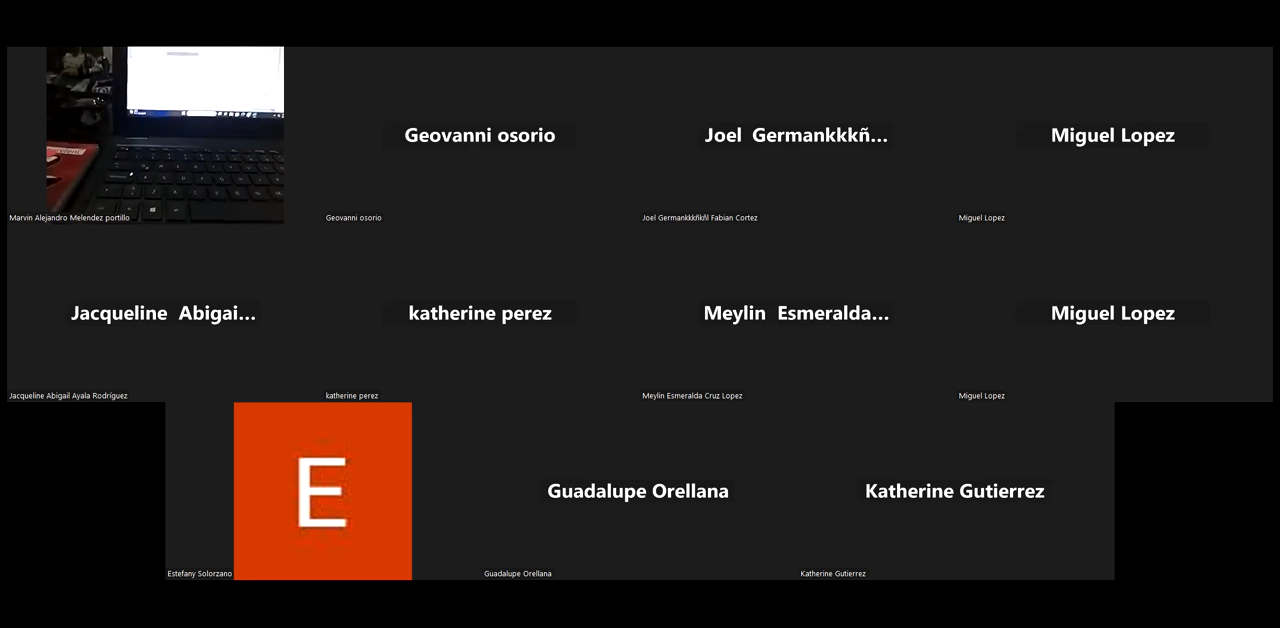 Geovanni osorio
Joel Germankkkñ...
Miguel Lopez
Marvin Alejandro Melendez portillo
Geovanni osorio
Joel Germankkkñkñl Fabian Cortez
Miguel Lopez
Jacqueline Abigai...
katherine perez
Meylin Esmeralda...
Miguel Lopez
Jacqueline Abigail Ayala Rodríguez
katherine perez
Meylin Esmeralda Cruz Lopez
Miguel Lopez
E
Guadalupe Orellana
Katherine Gutierrez
Estefany Solorzano
Guadalupe Orellana
Katherine Gutierrez